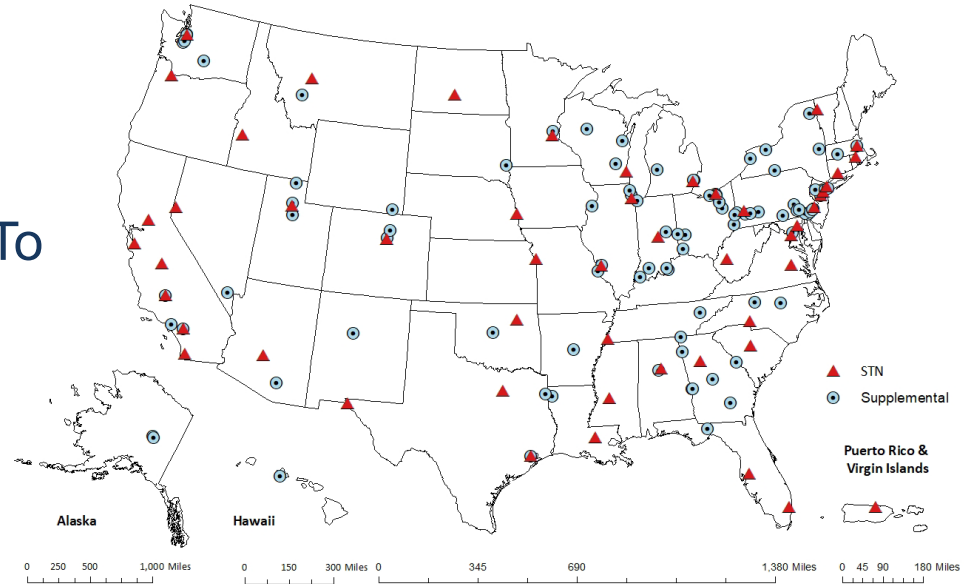 To
STN
Supplemental
Puerto Rico &
Virgin Islands
Alaska
Hawaii
0 250 500 1,000 Miles
0 150 300 Miles
0 345 690 1,380 Miles
0 45 90 180 Miles